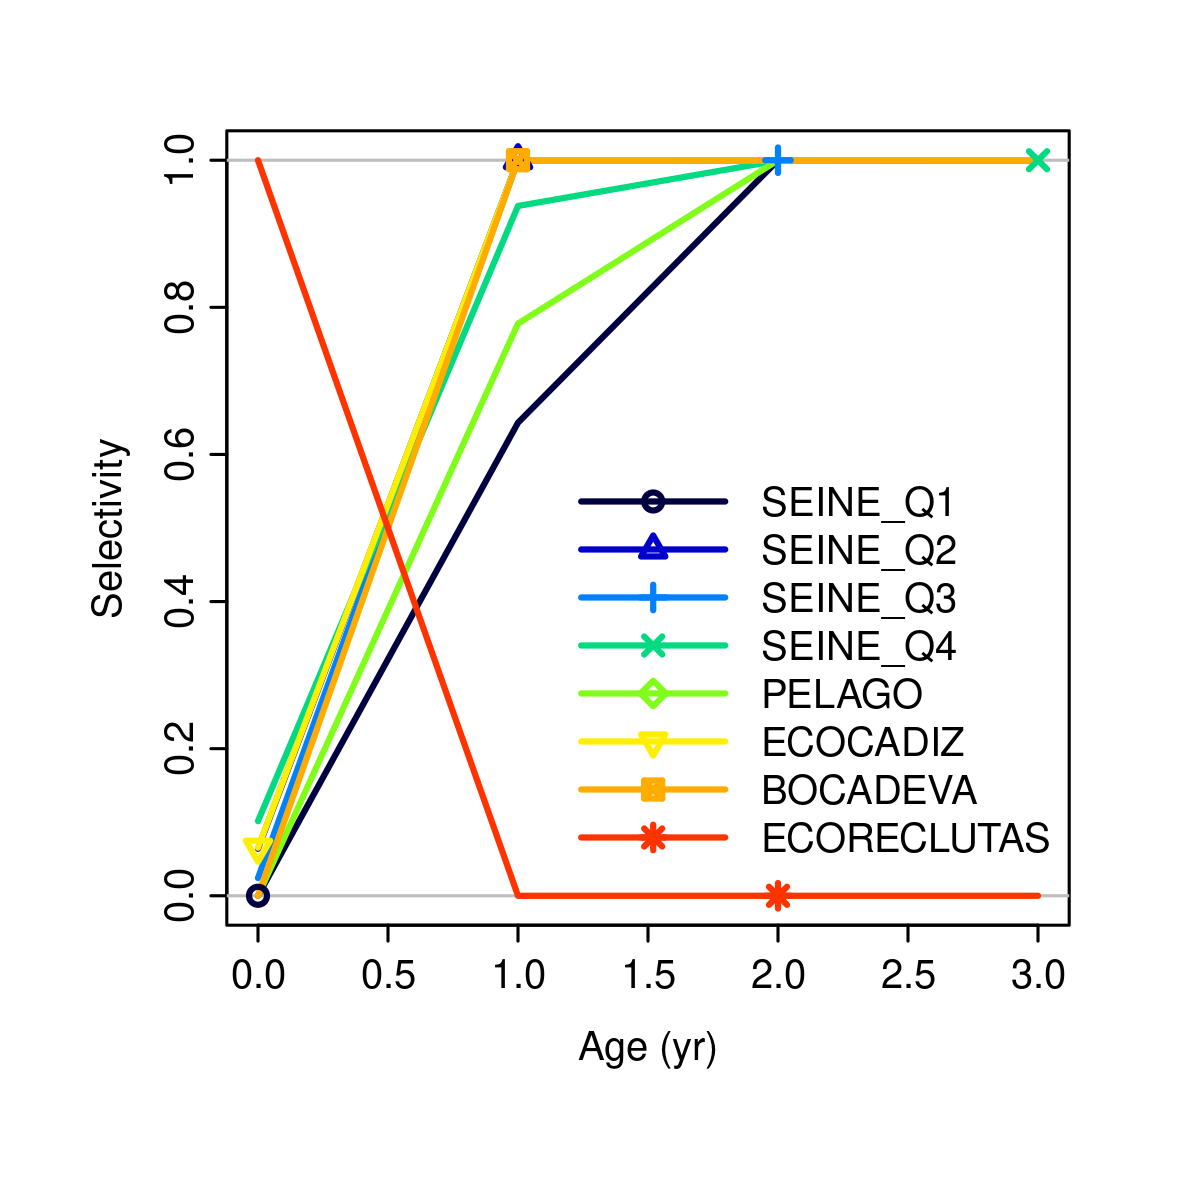 1.0
0.8
0.6
0.4
0.2
0.0
Selectivity
SEINE_Q1
SEINE_Q2
SEINE_Q3
SEINE_Q4
PELAGO
ECOCADIZ
BOCADEVA
ECORECLUTAS
0.0 0.5 1.0 1.5 2.0 2.5 3.0
Age (yr)